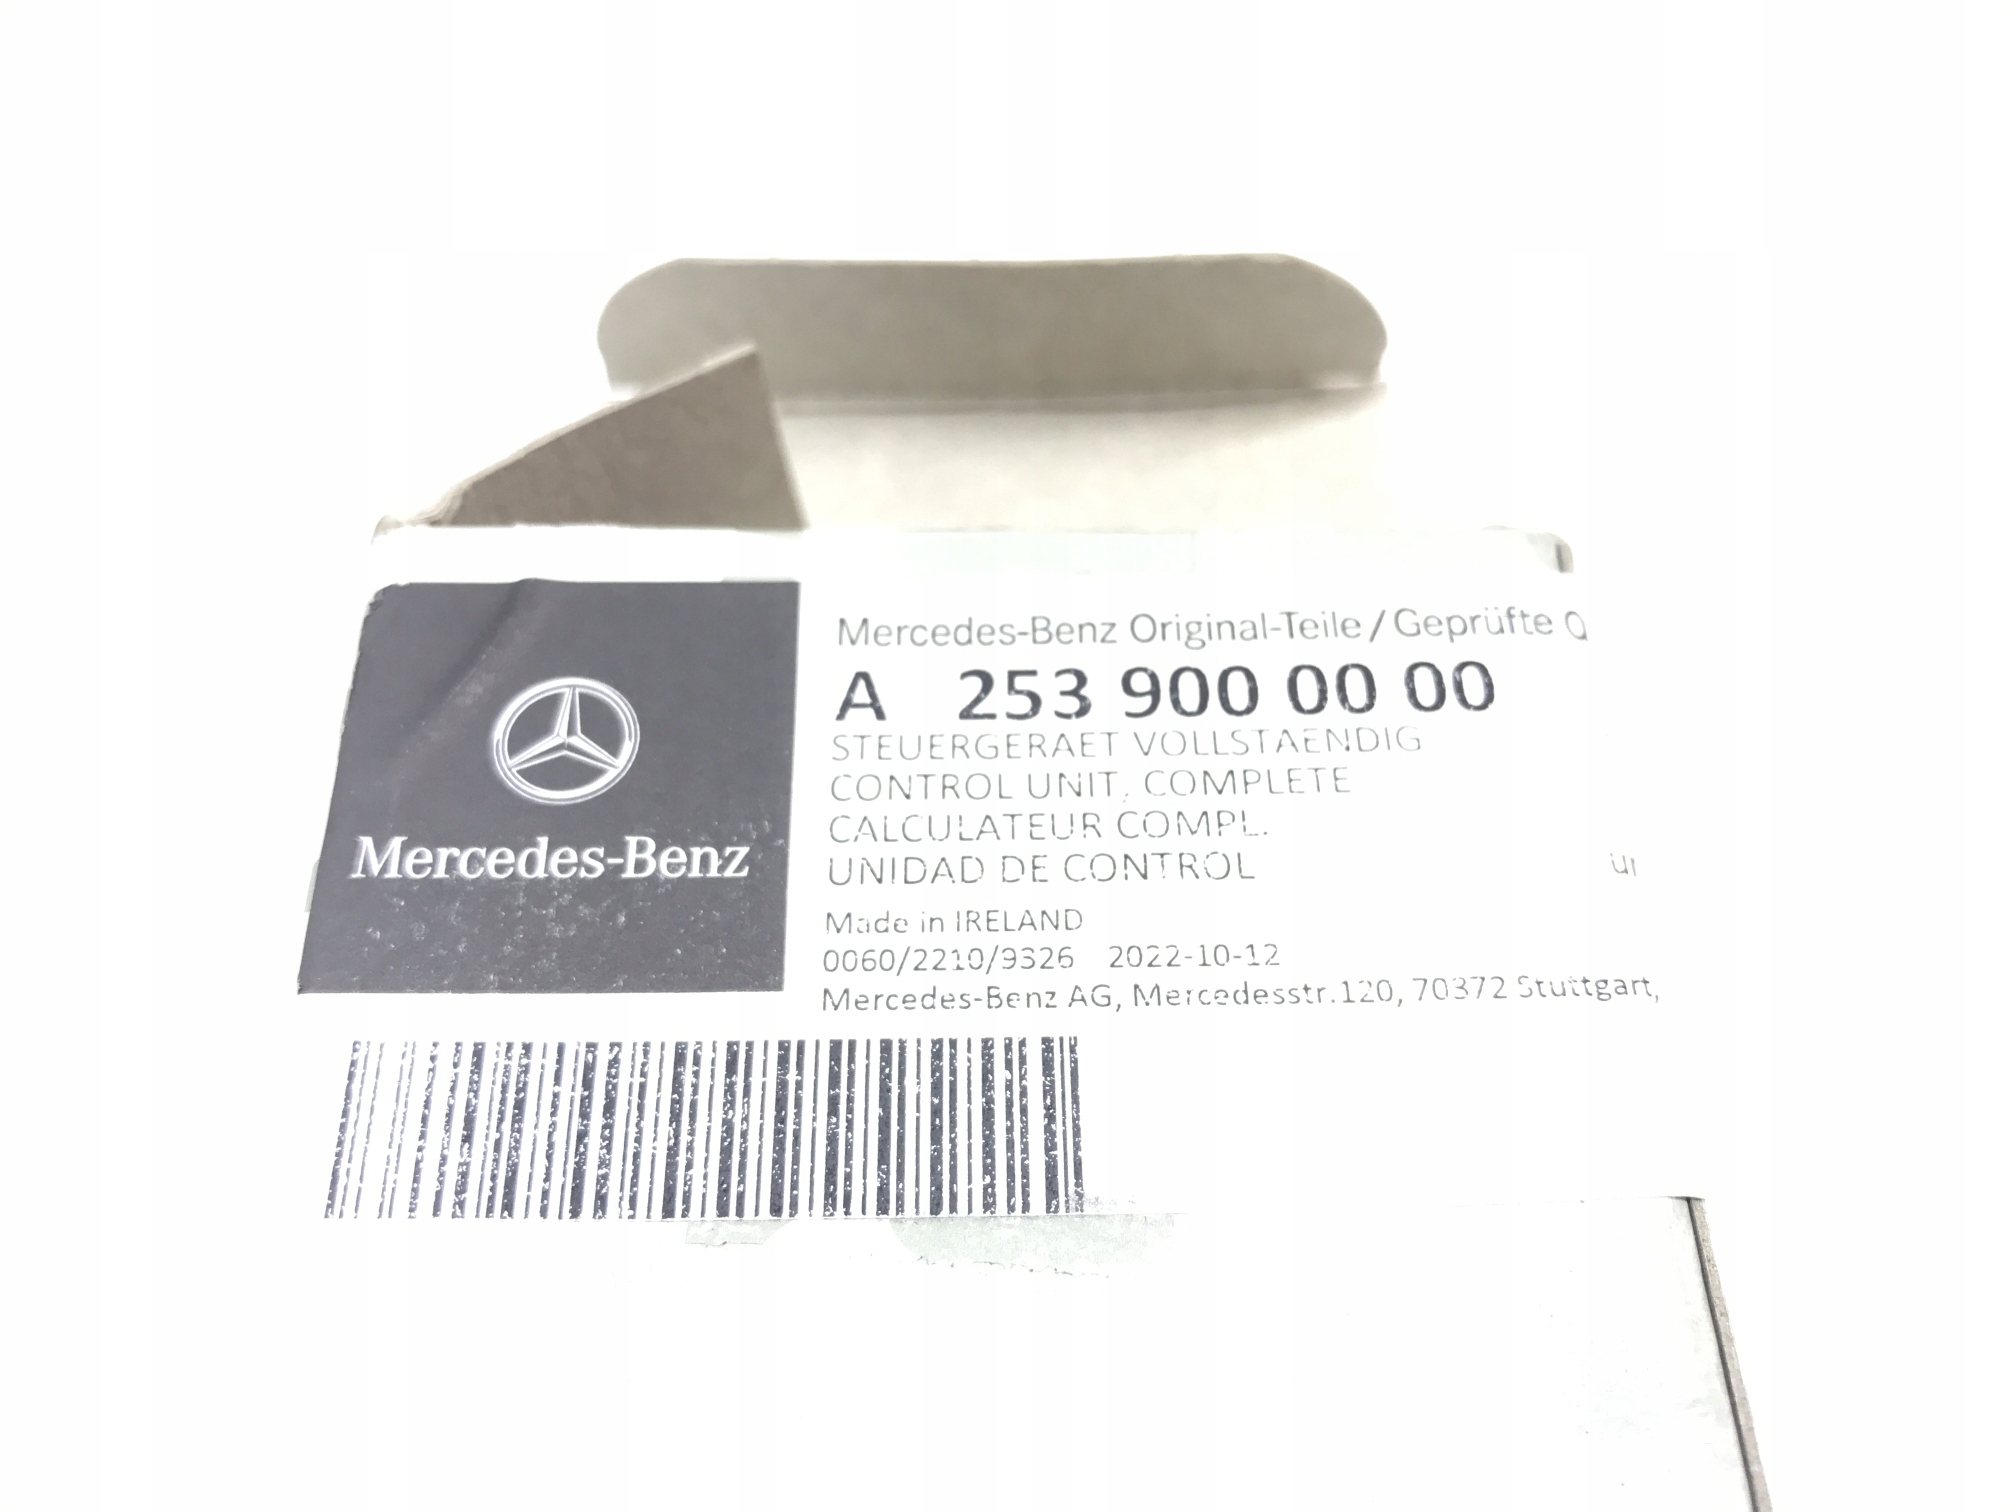 Mercedes-Benz
Mercedes-Benz Original-Teile / Geprüfte
A 253 900 00 00
STEUERGERAET VOLLSTAENDIG
CONTROL UNIT, COMPLETE
CALCULATEUR COMPL.
UNIDAD DE CONTROL
Made in IRELAND
0060/2210/9326 2022-10-12
Mercedes-Benz AG, Mercedesstr.120, 70372 Stuttgart,